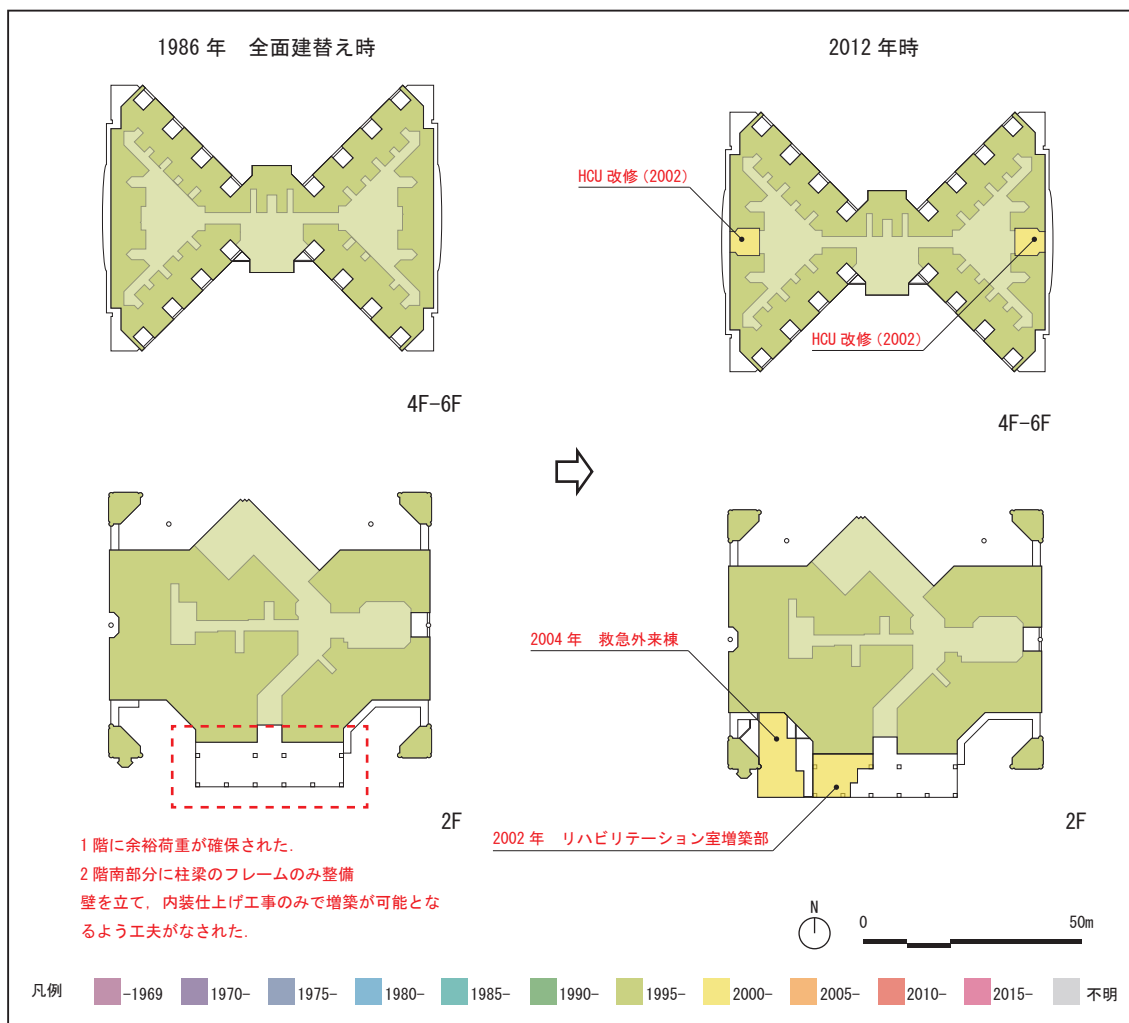 1986 年　全面建替え時
2012 年時
HCU 改修（2002）
HCU 改修（2002）
4F-6F
4F-6F
2004 年　救急外来棟
2002 年　リハビリテーション室増築部
2F
2F
1 階に余裕荷重が確保された．
2 階南部分に柱梁のフレームのみ整備
壁を立て，内装仕上げ工事のみで増築が可能とな
るよう工夫がなされた．
N
0
50m
凡例 -1969 1970- 1975- 1980- 1985- 1990- 1995- 2000- 2005- 2010- 2015- 不明